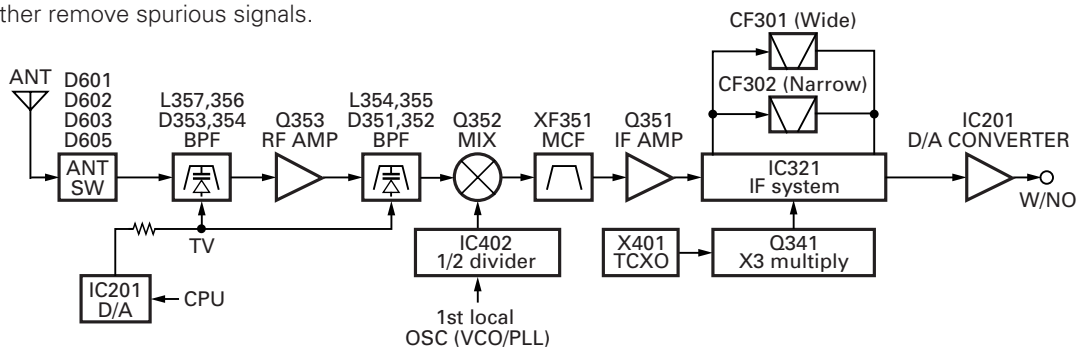 ther remove spurious signals.
ANT
D601
D602
D603
D605
ANT
SW
L357,356
D353,354
BPF
Q353
RF AMP
L354,355
D351,352
BPF
Q352
MIX
XF351
MCF
Q351
IF AMP
CF301 (Wide)
CF302 (Narrow)
IC321
IF system
IC201
D/A CONVERTER
W/NO
TV
IC201
D/A
CPU
IC402
1/2 divider
1st local
OSC (VCO/PLL)
X401
TCXO
Q341
X3 multiply